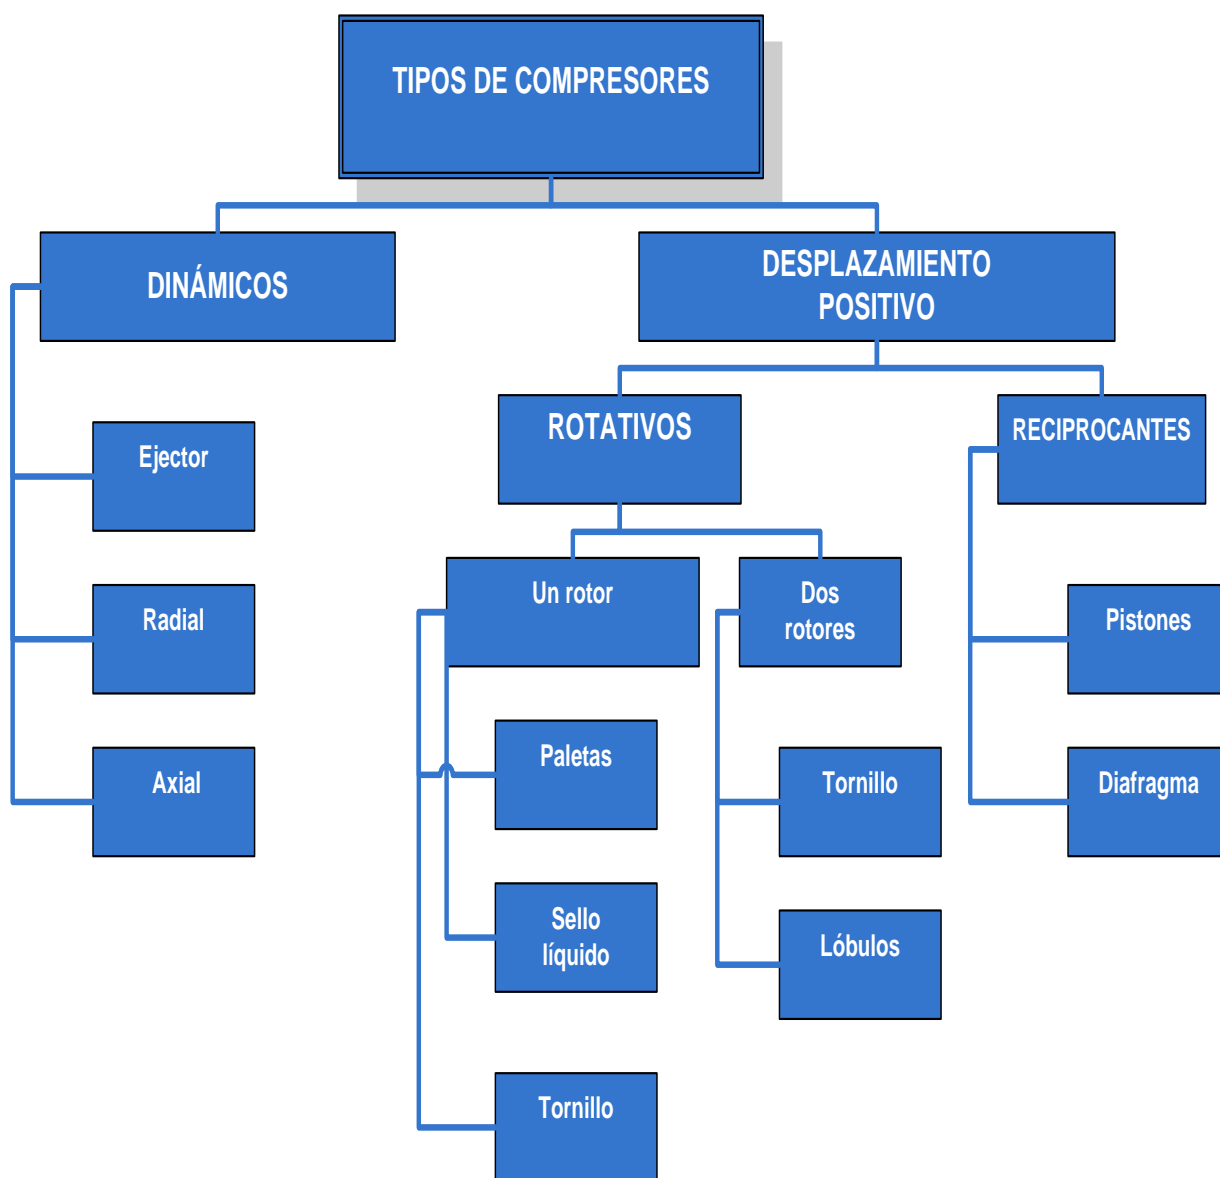 TIPOS DE COMPRESORES
DINÁMICOS
DESPLAZAMIENTO
POSITIVO
ROTATIVOS
RECIPROCANTES
Ejector
Radial
Axial
Un rotor
Dos
rotores
Paletas
Sello
líquido
Tornillo
Tornillo
Lóbulos
Pistones
Diafragma